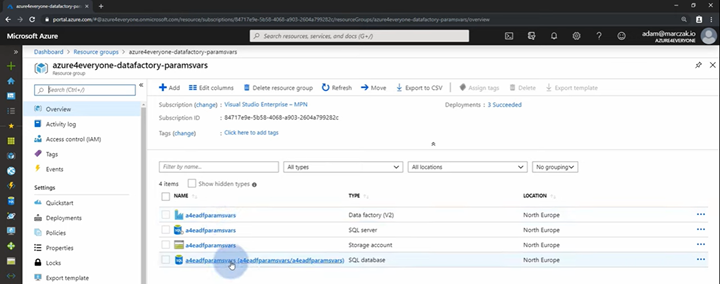 portal.azure.com/#@azure4everyone.onmicrosoft.com/resource/subscriptions/84717e9e-5b58-4068-a903-2604a799282c/resourceGroups/azure4everyone-datafactory-paramsvars/overview
Microsoft Azure
Search resources, services, and docs (G+/)
adam@marczak.io
AZURE4EVERYONE
Dashboard > Resource groups > azure4everyone-datafactory-paramsvars
azure4everyone-datafactory-paramsvars
Resource group
Search (Ctrl+/)
Add
Edit columns
Delete resource group
Refresh
Move
Export to CSV
Assign tags
Delete
Export template
Overview
Activity log
Access control (IAM)
Tags
Events
Settings
Quickstart
Deployments
Policies
Properties
Locks
Export template
Subscription (change) : Visual Studio Enterprise – MPN
Deployments : 3 Succeeded
Subscription ID : 84717e9e-5b58-4068-a903-2604a799282c
Tags (change) : Click here to add tags
Filter by name...
All types
All locations
No grouping
4 items
Show hidden types
NAME
TYPE
LOCATION
a4eadfparamsvars
Data factory (V2)
North Europe
a4eadfparamsvars
SQL server
North Europe
a4eadfparamsvars
Storage account
North Europe
a4eadfparamsvars (a4eadfparamsvars/a4eadfparamsvars)
SQL database
North Europe